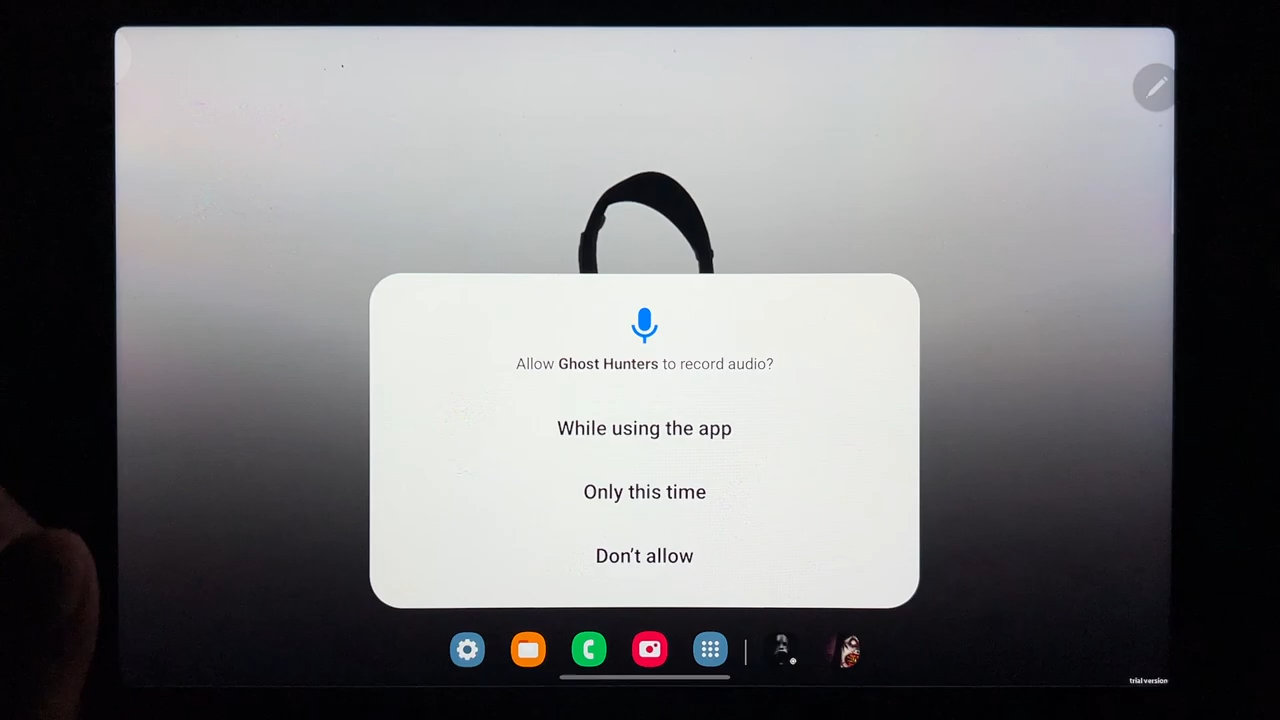 Allow Ghost Hunters to record audio?
While using the app
Only this time
Don't allow
trial version